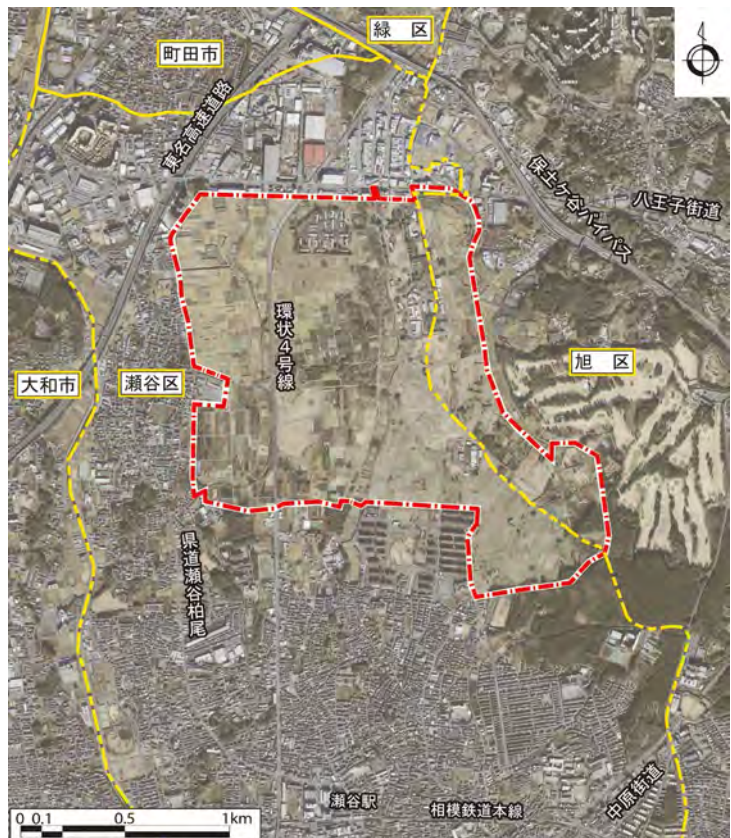 緑 区
町田市
東名高速道路
保土ケ谷バイパス
八王子街道
環状4号線
旭 区
大和市
瀬谷区
県道瀬谷柏尾
瀬谷駅
相模鉄道本線
中原街道
0 0.1 0.5 1km